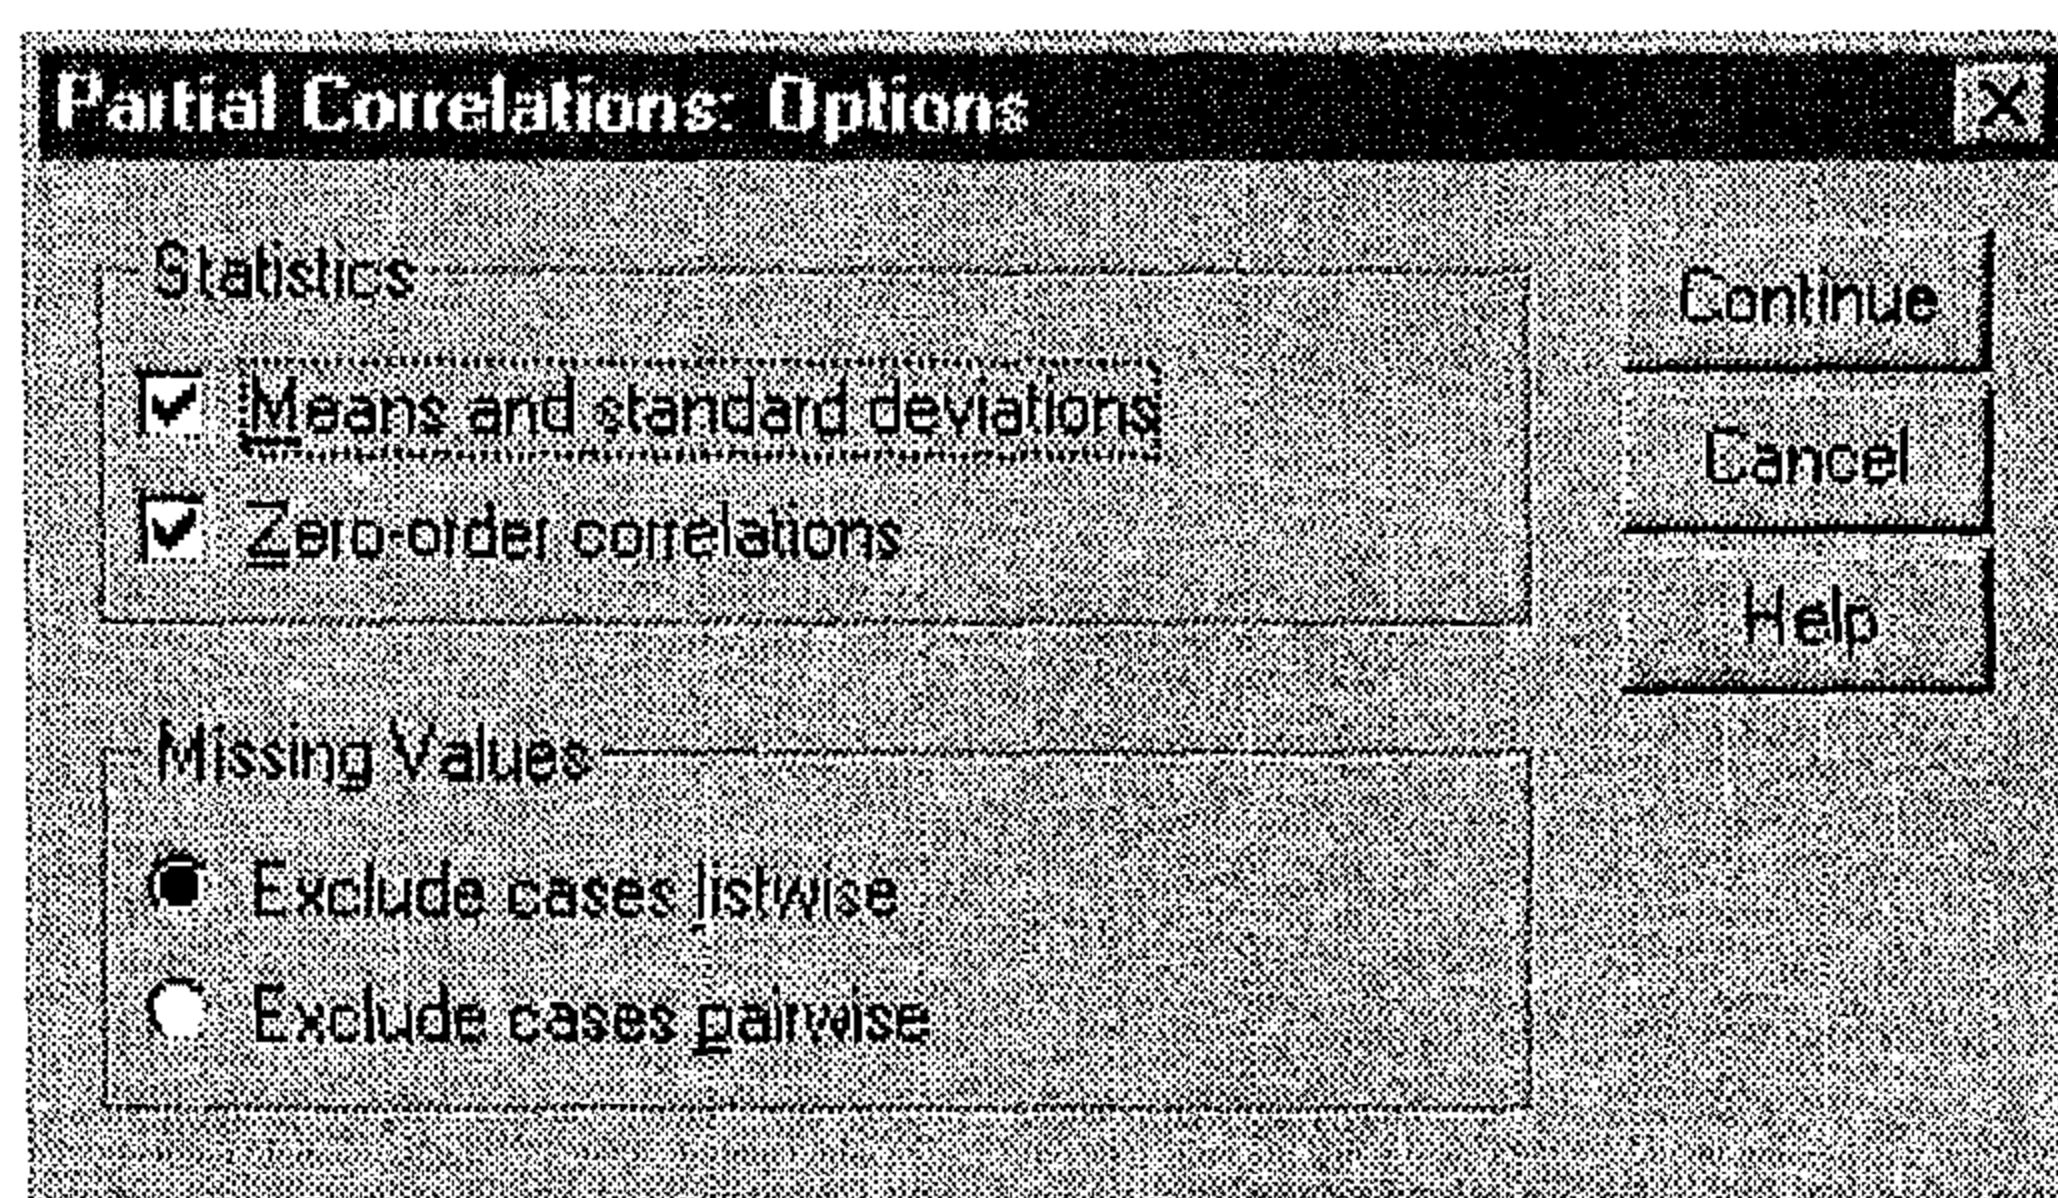 Partial Correlations: Options
Statistics
Means and standard deviations
Zero-order correlations
Missing Values
Exclude cases listwise
Exclude cases pairwise
Continue
Cancel
Help